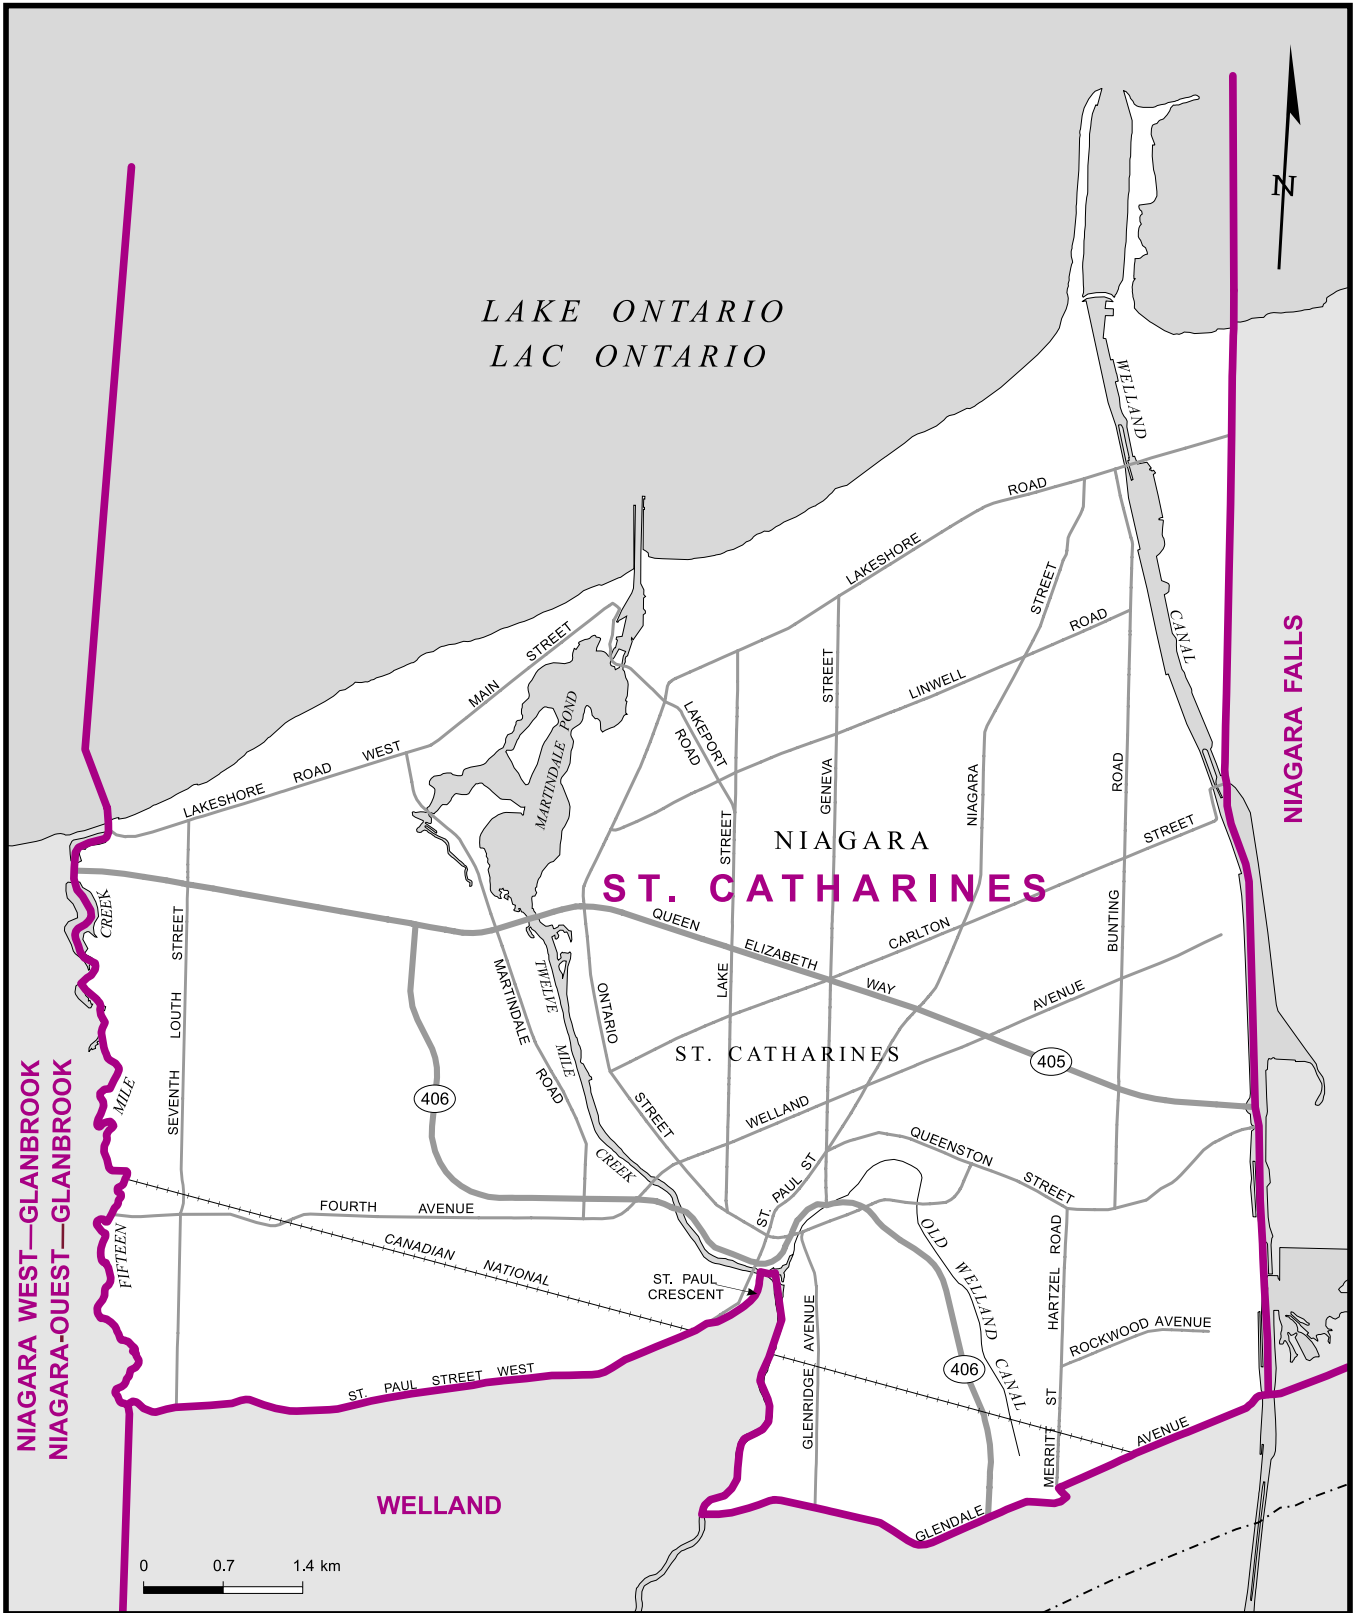 N
LAKE ONTARIO
LAC ONTARIO
WELLAND
CANAL
ROAD
LAKESHORE
STREET
ROAD
LINWELL
STREET
MAIN
STREET
MARTINDALE POND
LAKEPORT
ROAD
LAKESHORE ROAD WEST
GENEVA
NIAGARA
ROAD
STREET
STREET
NIAGARA FALLS
NIAGARA
ST. CATHARINES
CREEK
STREET
QUEEN
ELIZABETH
WAY
CARLTON
BUNTING
LAKE
AVENUE
MARTINDALE
ROAD
TWELVE
MILE
CREEK
ONTARIO
STREET
LOUTH
SEVENTH
ST. CATHARINES
405
406
MILE
WELLAND
QUEENSTON
STREET
ST. PAUL ST
NIAGARA WEST—GLANBROOK
NIAGARA-OUEST—GLANBROOK
FOURTH AVENUE
FIFTEEN
CANADIAN
NATIONAL
ST. PAUL
CRESCENT
OLD WELLAND CANAL
HARTZEL ROAD
GLENRIDGE AVENUE
ROCKWOOD AVENUE
406
ST. PAUL STREET WEST
MERRITT ST
AVENUE
GLENDALE
WELLAND
0 0.7 1.4 km